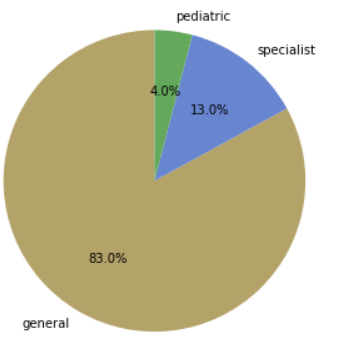 pediatric
specialist
4.0%
13.0%
83.0%
general